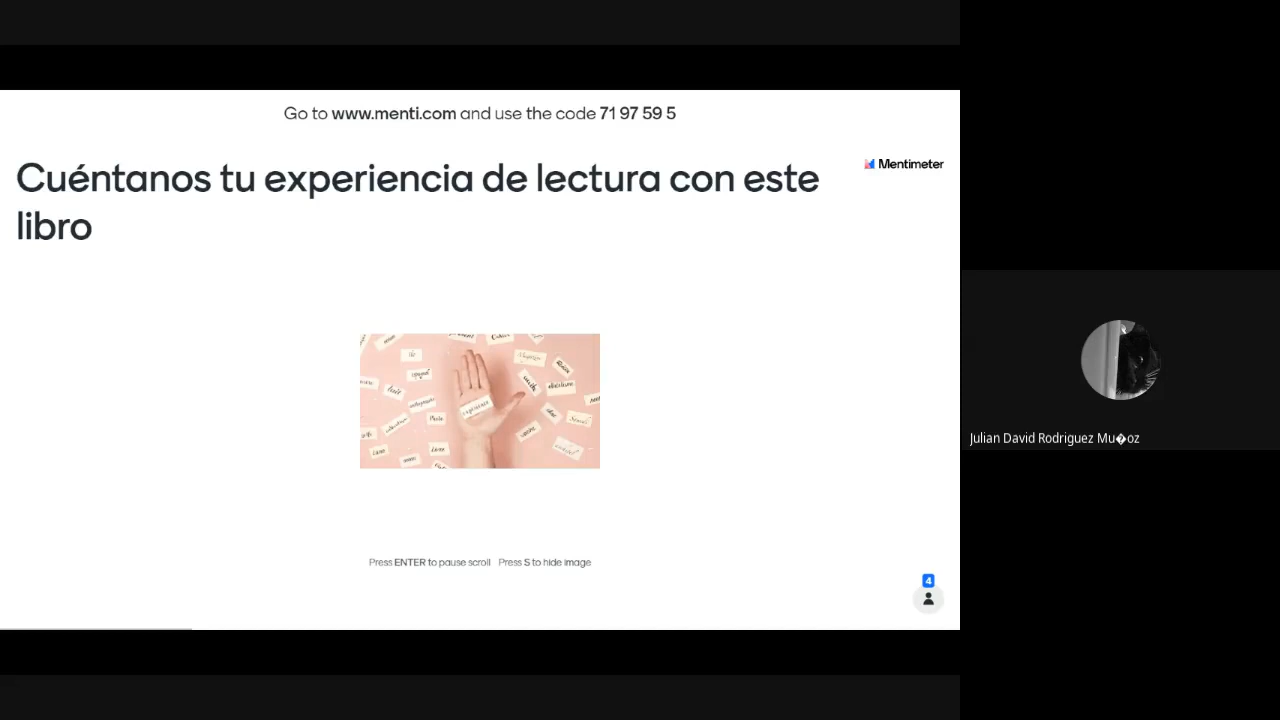 Go to www.menti.com and use the code 71 97 59 5
Mentimeter
Cuéntanos tu experiencia de lectura con este
libro
experience
Press ENTER to pause scroll Press S to hide image
4
Julian David Rodriguez Mu�oz